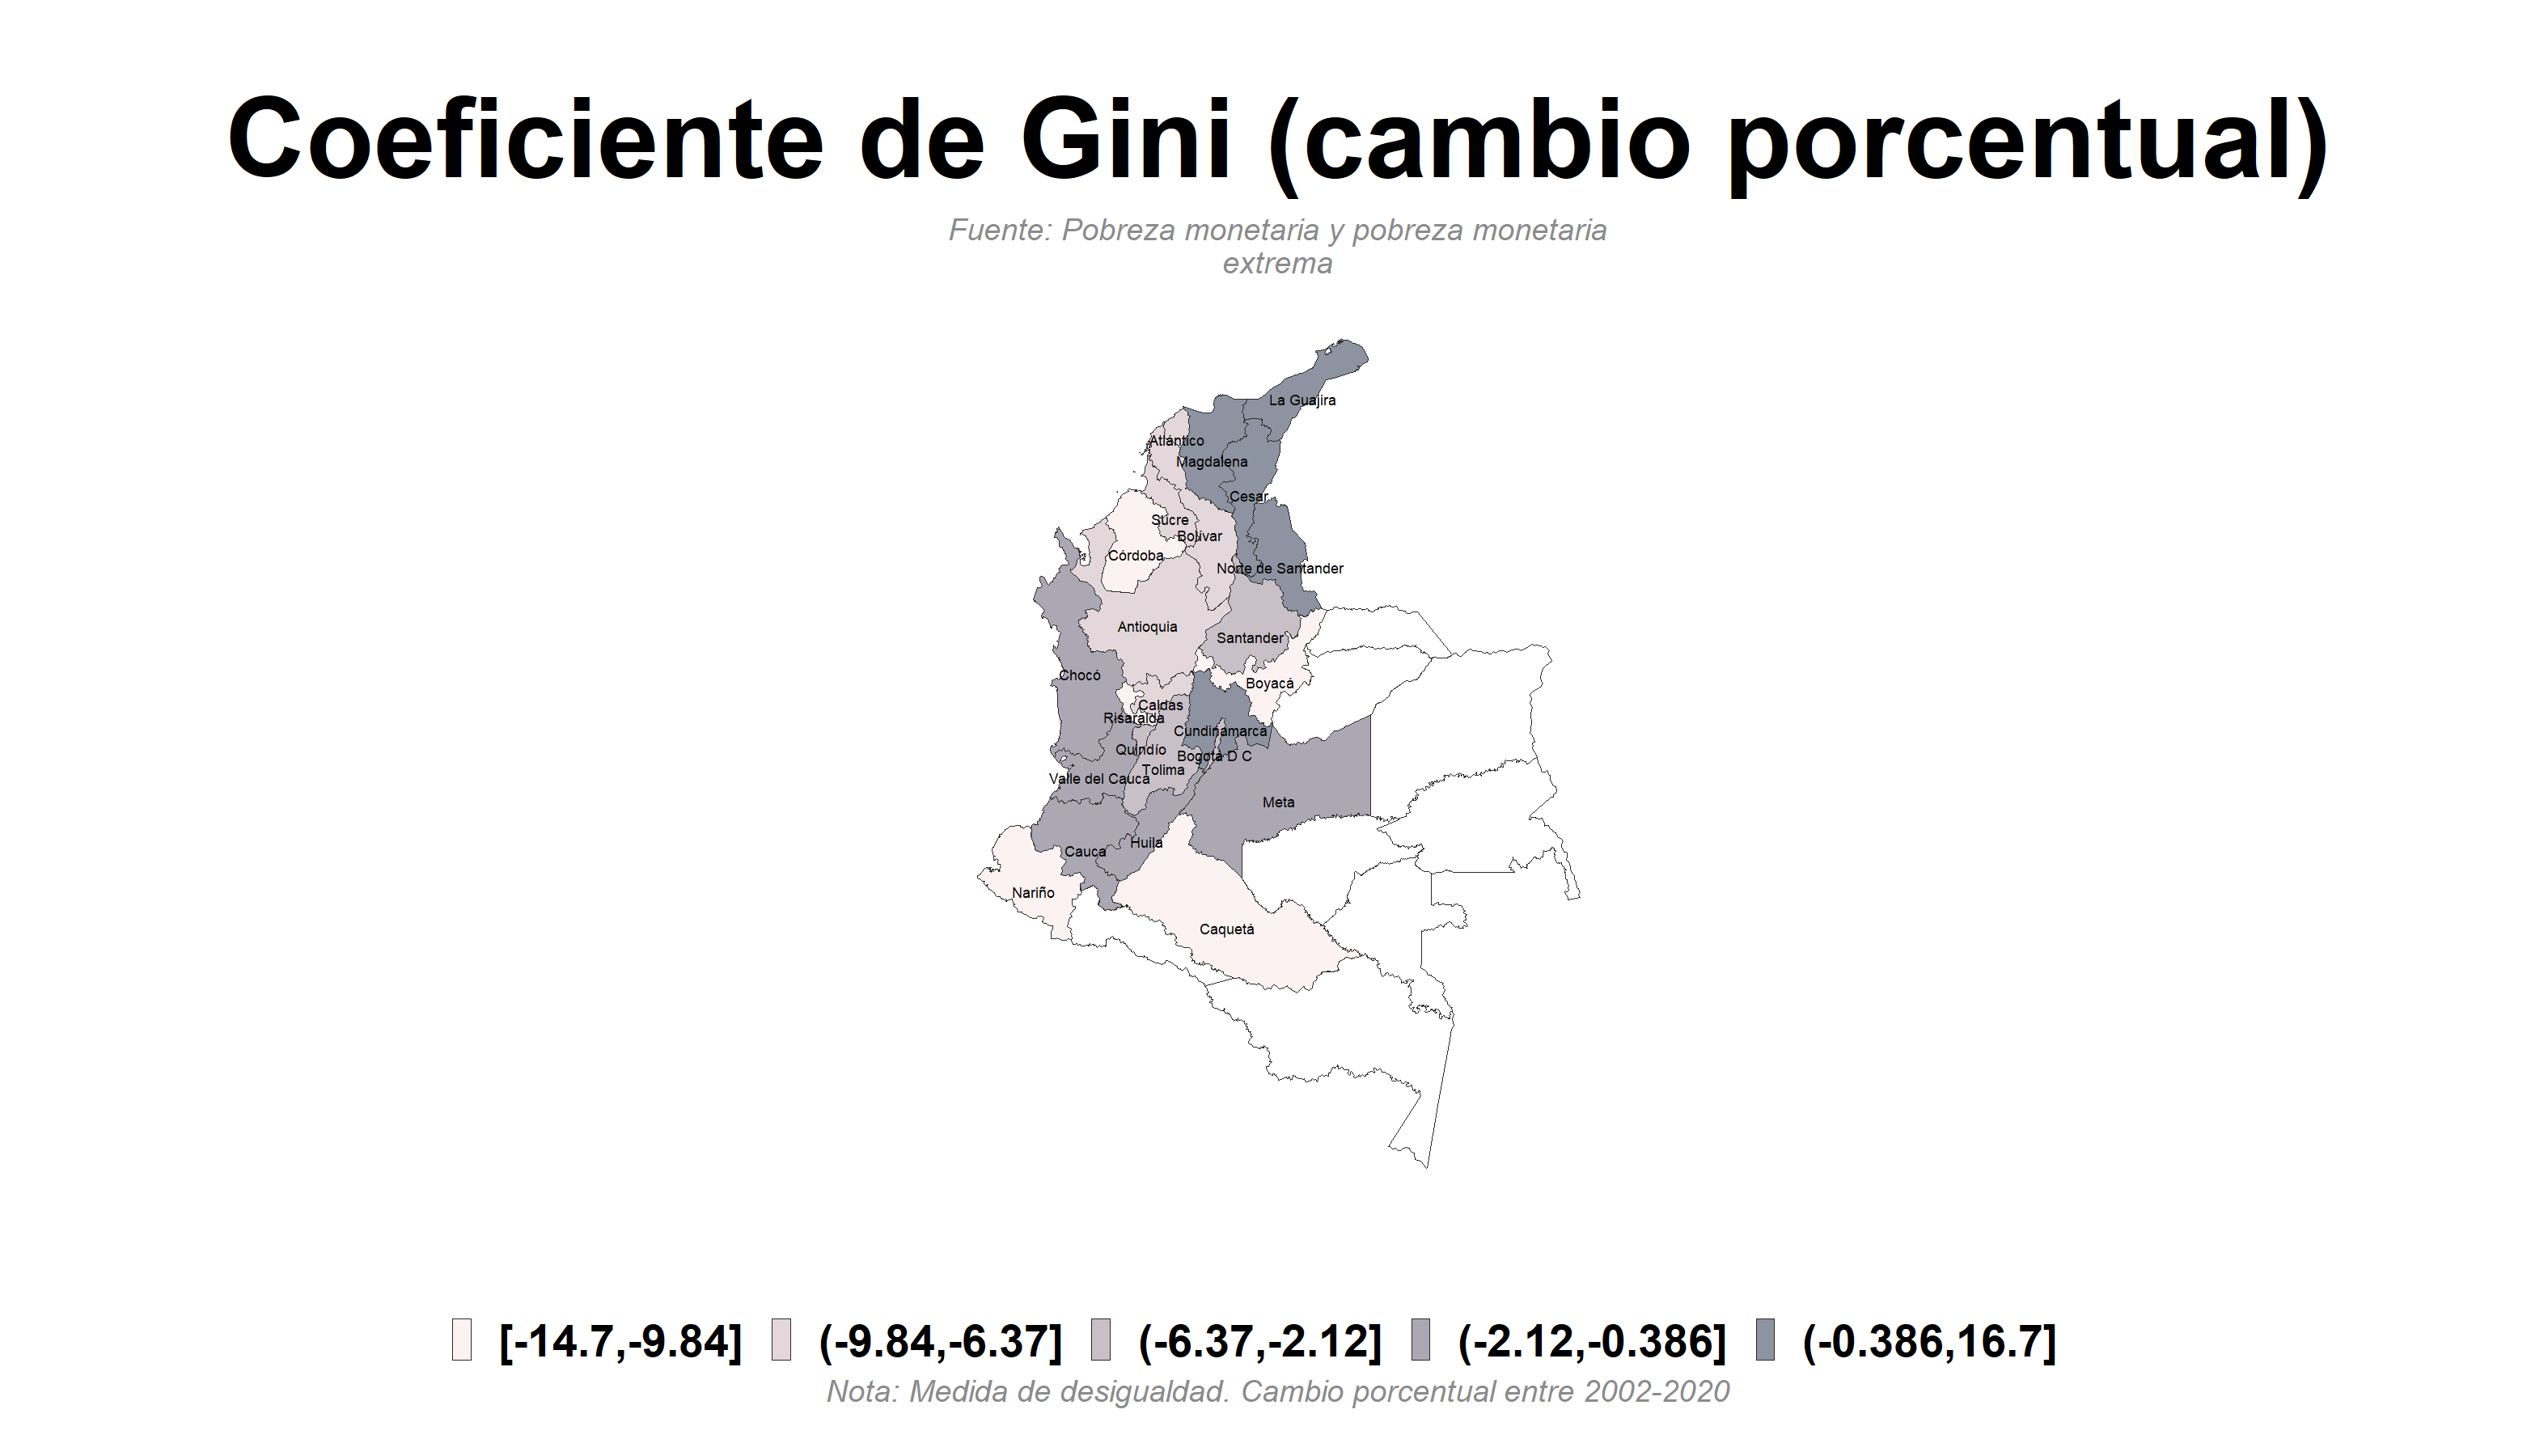 Coeficiente de Gini (cambio porcentual)
Fuente: Pobreza monetaria y pobreza monetaria
extrema
La Guajira
Atlántico
Magdalena
Cesar
Sucre
Bolívar
Córdoba
Norte de Santander
Antioquia
Santander
Chocó
Boyacá
Caldas
Risaralda
Cundinamarca
Quindío
Bogotá D C
Tolima
Valle del Cauca
Meta
Huila
Cauca
Nariño
Caquetá
[-14.7,-9.84] (-9.84,-6.37] (-6.37,-2.12] (-2.12,-0.386] (-0.386,16.7]
Nota: Medida de desigualdad. Cambio porcentual entre 2002-2020